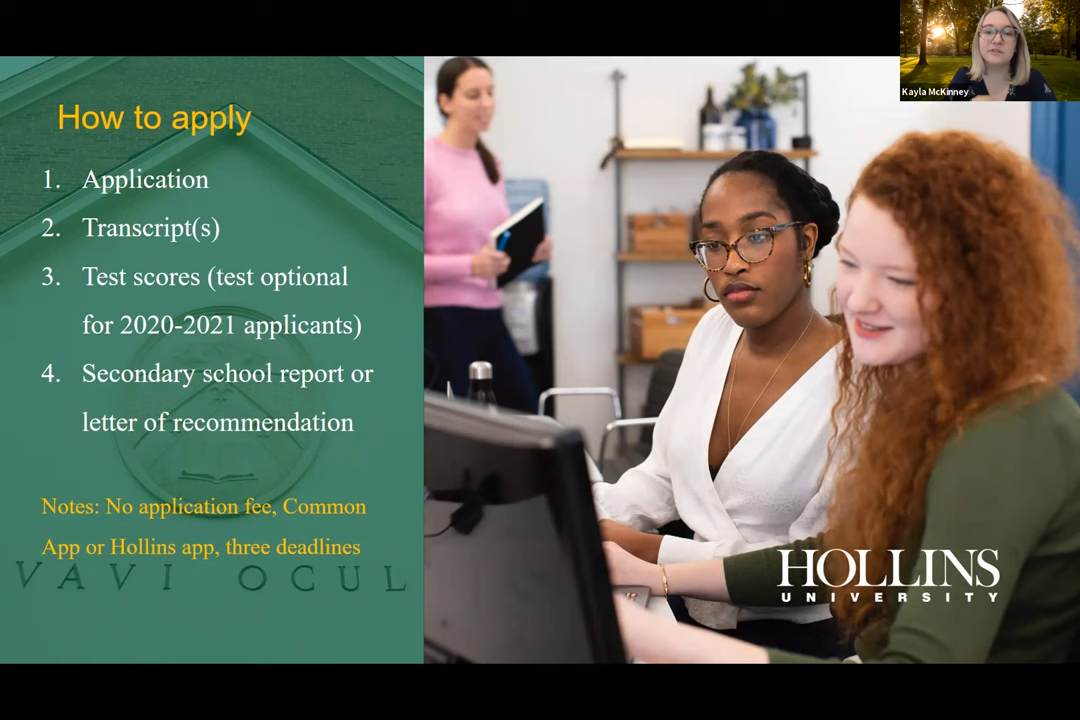 Kayla McKinney
How to apply
1. Application
2. Transcript(s)
3. Test scores (test optional
for 2020-2021 applicants)
4. Secondary school report or
letter of recommendation
Notes: No application fee, Common
App or Hollins app, three deadlines
VAVI OCUL
HOLLINS
UNIVERSITY